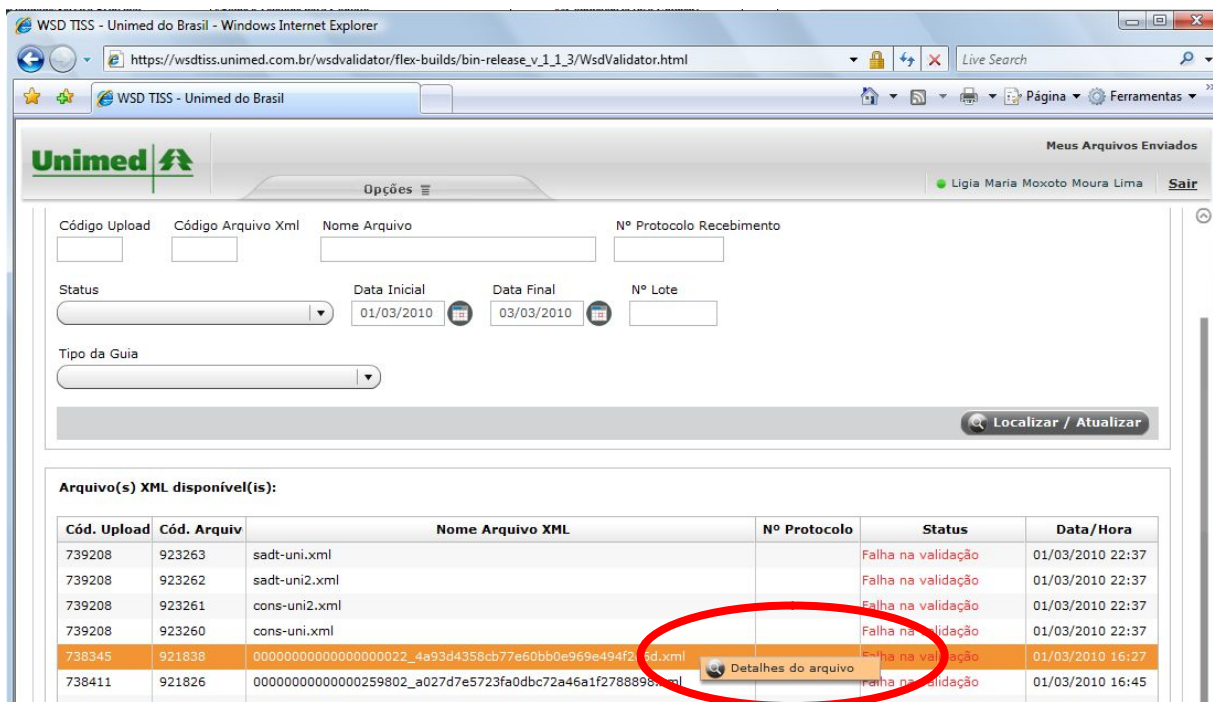 WSD TISS - Unimed do Brasil - Windows Internet Explorer
https://wsdtiss.unimed.com.br/wsdvalidator/flex-builds/bin-release_v_1_1_3/WsdValidator.html
Live Search
WSD TISS - Unimed do Brasil
Página
Ferramentas
Unimed
Opções
Meus Arquivos Enviados
Ligia Maria Moxoto Moura Lima Sair
Código Upload Código Arquivo Xml Nome Arquivo Nº Protocolo Recebimento
Status Data Inicial Data Final Nº Lote
01/03/2010 03/03/2010
Tipo da Guia
Localizar / Atualizar
Arquivo(s) XML disponível(is):
Cód. Upload Cód. Arquiv Nome Arquivo XML Nº Protocolo Status Data/Hora
739208 923263 sadt-uni.xml Falha na validação 01/03/2010 22:37
739208 923262 sadt-uni2.xml Falha na validação 01/03/2010 22:37
739208 923261 cons-uni2.xml Falha na validação 01/03/2010 22:37
739208 923260 cons-uni.xml Falha na validação 01/03/2010 22:37
738345 921838 Falha na validação 01/03/2010 16:27
Detalhes do arquivo
738411 921826 Falha na validação 01/03/2010 16:45